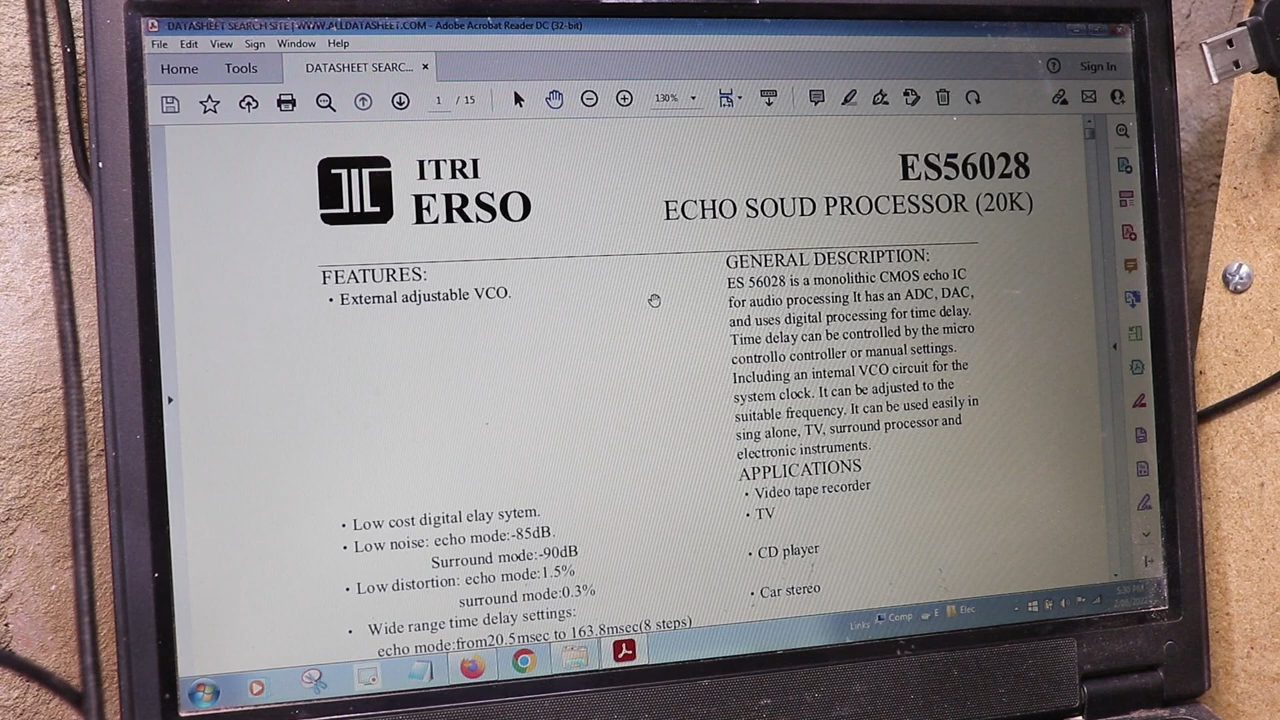 DATASHEET SEARCH SITE | WWW.ALLDATASHEET.COM - Adobe Acrobat Reader DC (32-bit)
File Edit View Sign Window Help
Home Tools DATASHEET SEARC... × Sign In
1 / 15 130%
ITRI
ERSO
ES56028
ECHO SOUD PROCESSOR (20K)
FEATURES:
• External adjustable VCO.
• Low cost digital elay sytem.
• Low noise: echo mode:-85dB.
Surround mode:-90dB
• Low distortion: echo mode:1.5%
surround mode:0.3%
• Wide range time delay settings:
echo mode:from20.5msec to 163.8msec(8 steps)
GENERAL DESCRIPTION:
ES 56028 is a monolithic CMOS echo IC
for audio processing It has an ADC, DAC,
and uses digital processing for time delay.
Time delay can be controlled by the micro
controllo controller or manual settings.
Including an internal VCO circuit for the
system clock. It can be adjusted to the
suitable frequency. It can be used easily in
sing alone, TV, surround processor and
electronic instruments.
APPLICATIONS
• Video tape recorder
• TV
• CD player
• Car stereo
Links Comp E Elec
5:30 PM